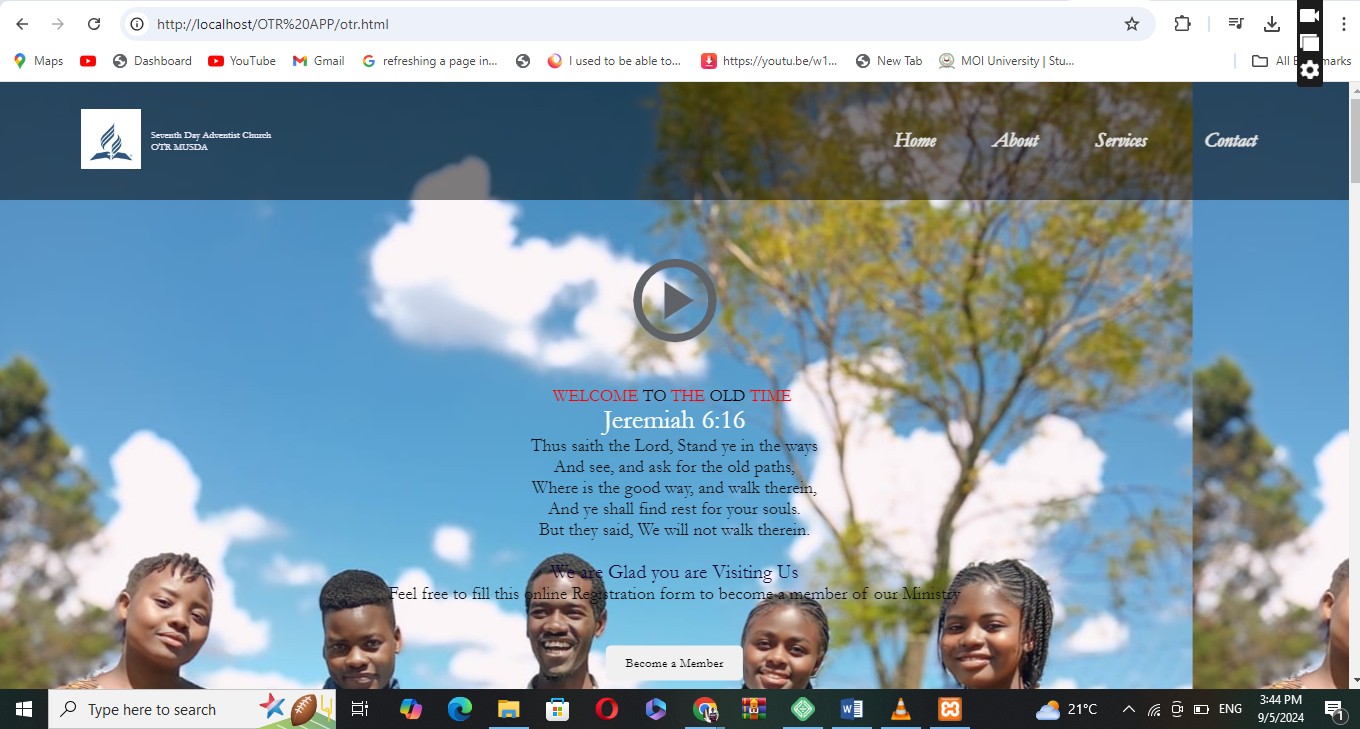 http://localhost/OTR%20APP/otr.html
Maps
Dashboard
YouTube
Gmail
refreshing a page in...
I used to be able to...
https://youtu.be/w1...
New Tab
MOI University | Stu...
Seventh Day Adventist Church
OTR MUSDA
Home About Services Contact
WELCOME TO THE OLD TIME
Jeremiah 6:16
Thus saith the Lord, Stand ye in the ways
And see, and ask for the old paths,
Where is the good way, and walk therein,
And ye shall find rest for your souls.
But they said, We will not walk therein.
We are Glad you are Visiting Us
Feel free to fill this online Registration form to become a member of our Ministry
Become a Member
Type here to search
21°C
ENG
3:44 PM
9/5/2024
1